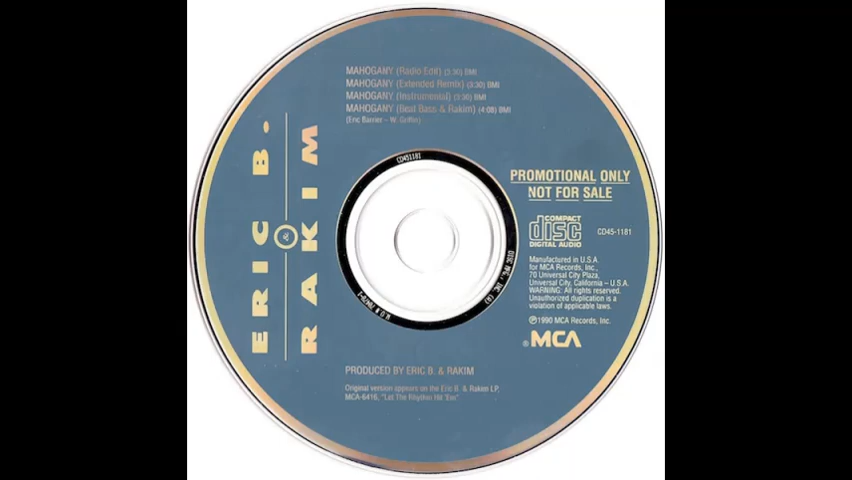 MAHOGANY (Radio Edit) (3:30) BMI
MAHOGANY (Extended Remix) (3:30) BMI
MAHOGANY (Instrumental) (3:30) BMI
MAHOGANY (Beat Bass & Rakim) (4:08) BMI
(Eric Barrier – W. Griffin)
ERIC B.
&
RAKIM
CD451181
PROMOTIONAL ONLY
NOT FOR SALE
COMPACT
disc
DIGITAL AUDIO
CD45-1181
Manufactured in U.S.A.
for MCA Records, Inc.,
70 Universal City Plaza,
Universal City, California – U.S.A.
WARNING: All rights reserved.
Unauthorized duplication is a
violation of applicable laws.
℗1990 MCA Records, Inc.
® MCA
PRODUCED BY ERIC B. & RAKIM
Original version appears on the Eric B. & Rakim LP,
MCA-6416, "Let The Rhythm Hit 'Em"